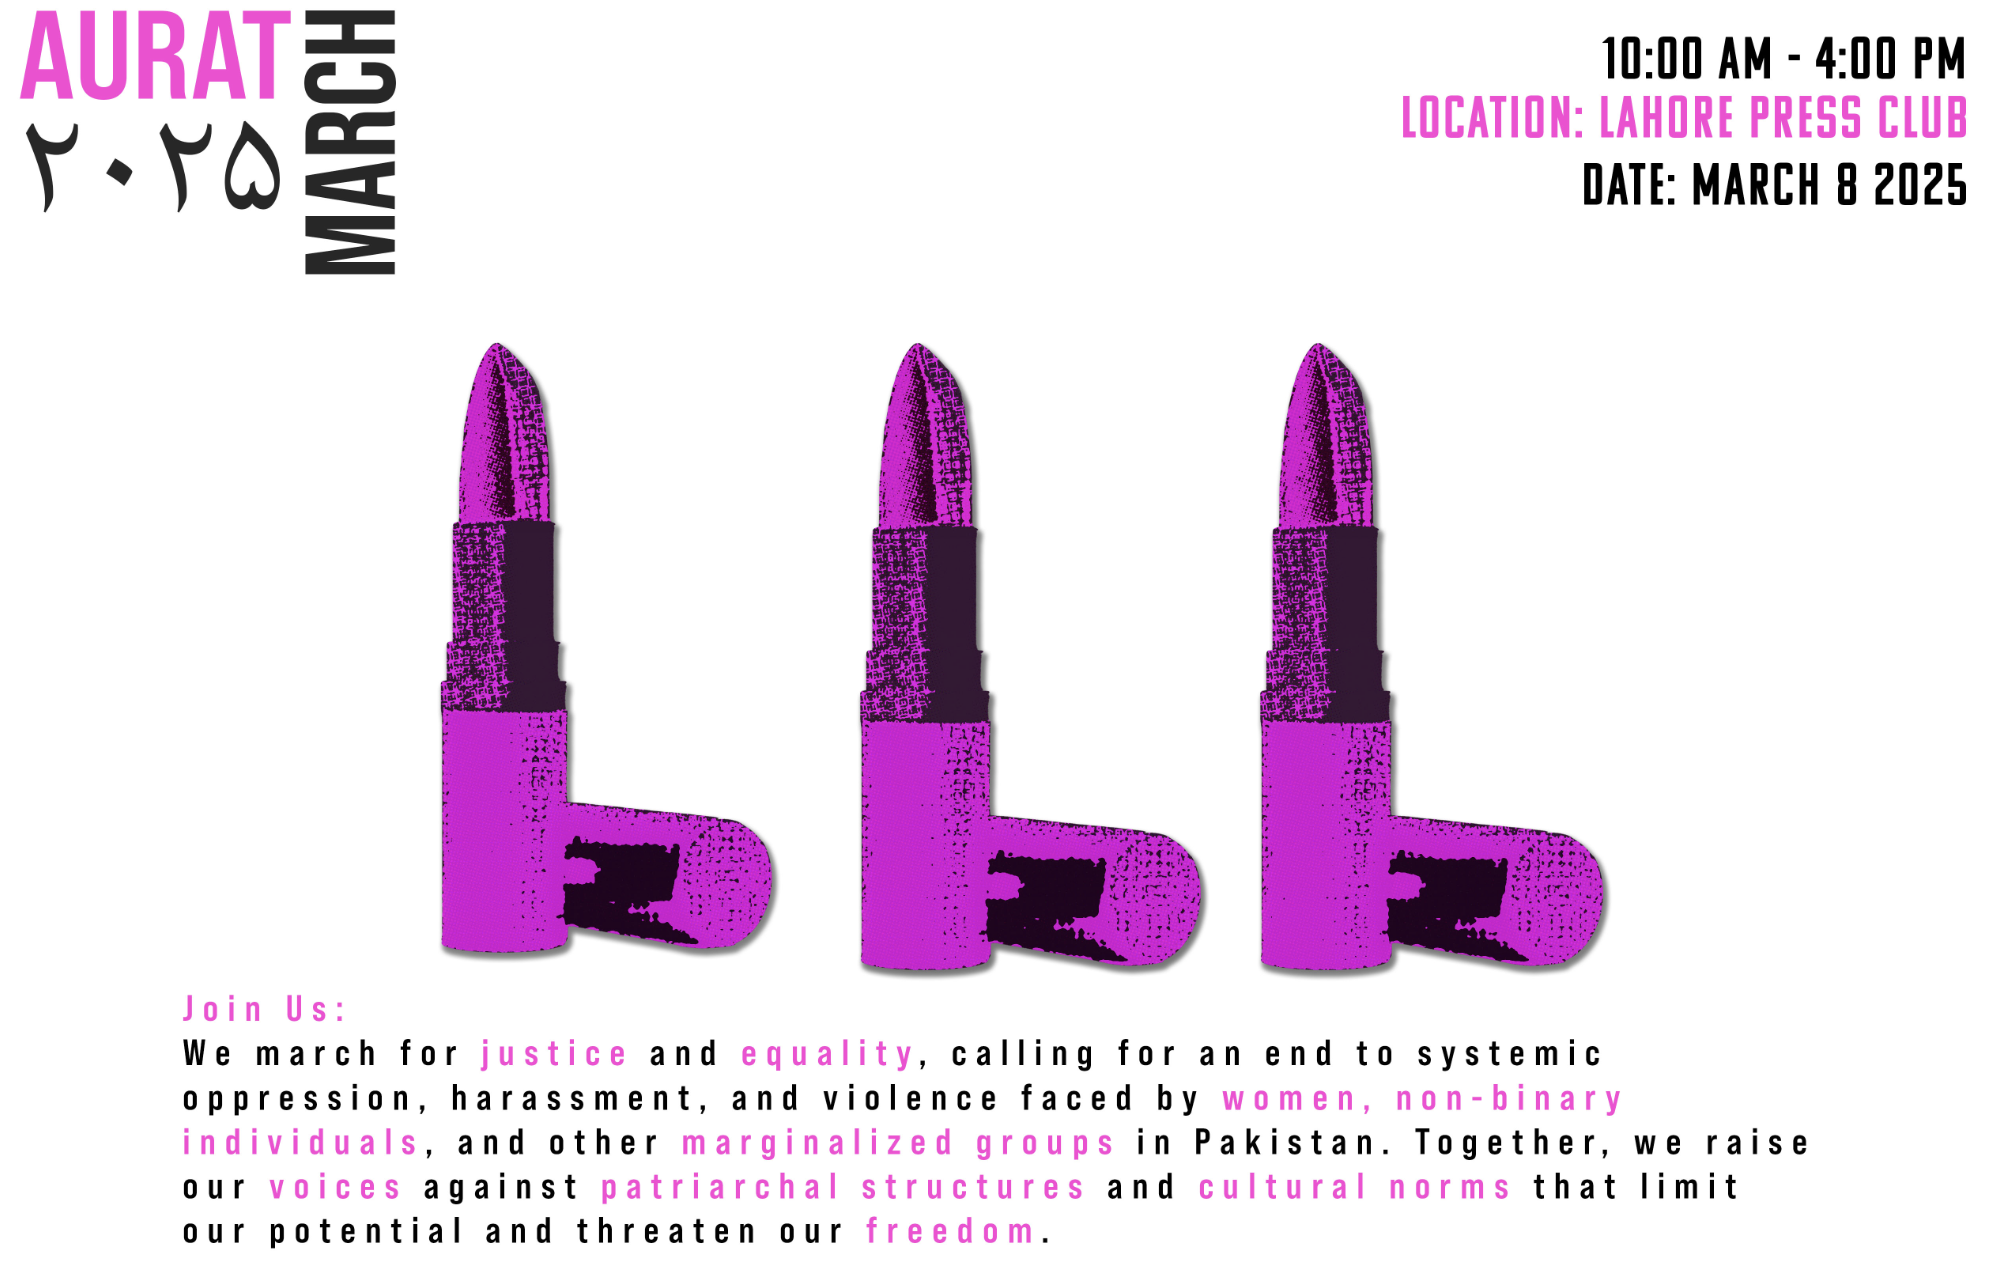 AURAT
MARCH
۲۰۲۵
10:00 AM - 4:00 PM
LOCATION: LAHORE PRESS CLUB
DATE: MARCH 8 2025
Join Us:
We march for justice and equality, calling for an end to systemic
oppression, harassment, and violence faced by women, non-binary
individuals, and other marginalized groups in Pakistan. Together, we raise
our voices against patriarchal structures and cultural norms that limit
our potential and threaten our freedom.